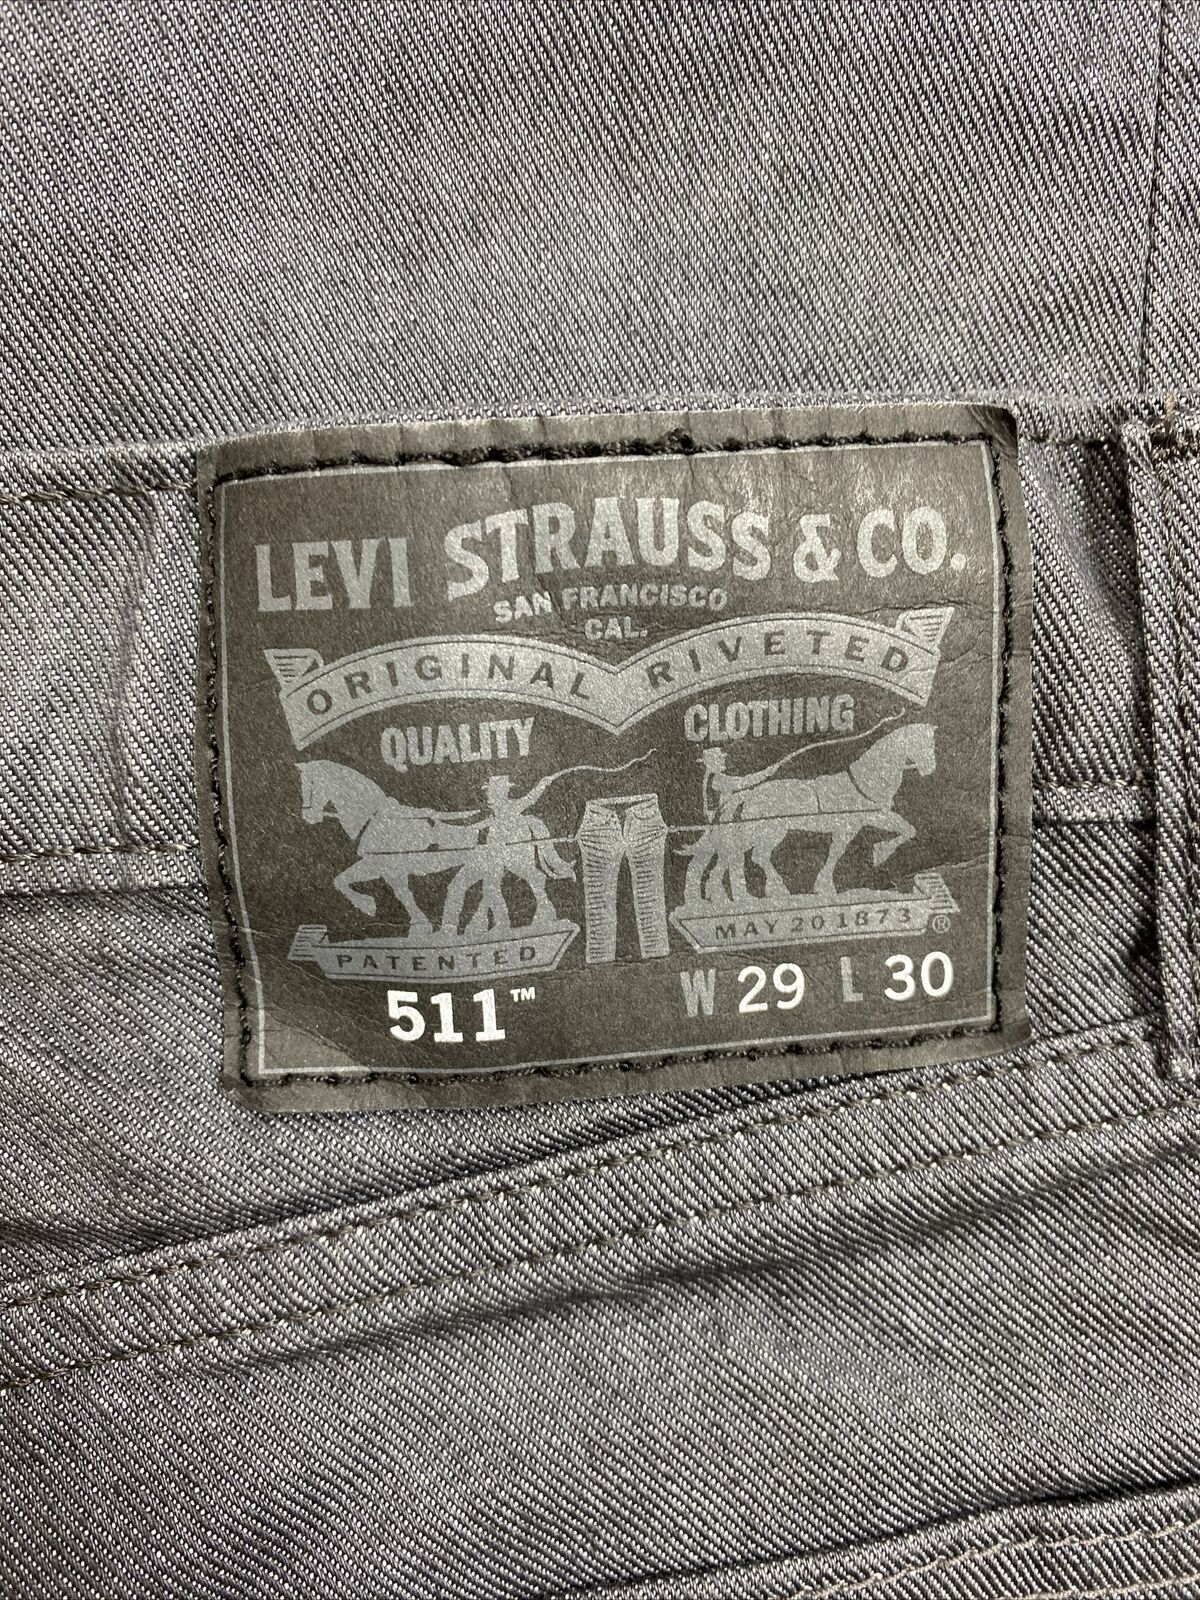 LEVI STRAUSS & CO.
SAN FRANCISCO
CAL.
ORIGINAL RIVETED
QUALITY CLOTHING
PATENTED MAY 20 1873 ®
511™ W 29 L 30